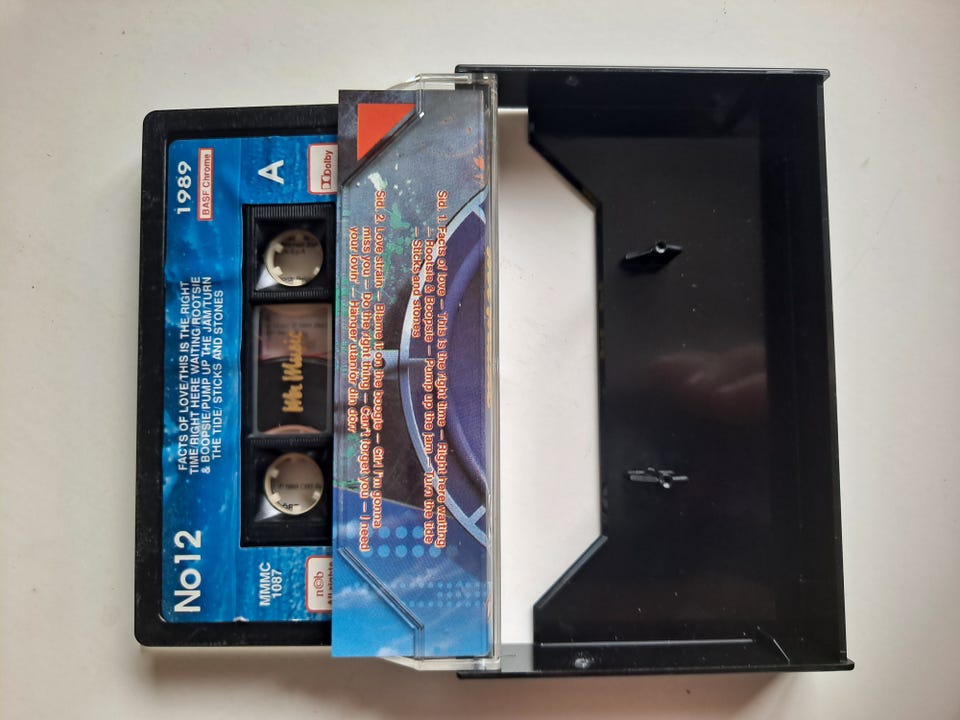 No12
FACTS OF LOVE/THIS IS THE RIGHT
TIME/RIGHT HERE WAITING/ROOTSIE
& BOOPSIE/PUMP UP THE JAM/TURN
THE TIDE/ STICKS AND STONES
1989
BASF Chrome
A
Dolby
MMMC
1087
n©b
All rights
Mr Music
Sid. 1. Facts of love – This is the right time – Right here waiting
– Rootsie & Boopsie – Pump up the jam – Turn the tide
– Sticks and stones
Sid. 2. Love strain – Blame it on the boogie – Girl I'm gonna
miss you – Do the right thing – Can't forget you – I need
your lovin' – Händer utanför din dörr